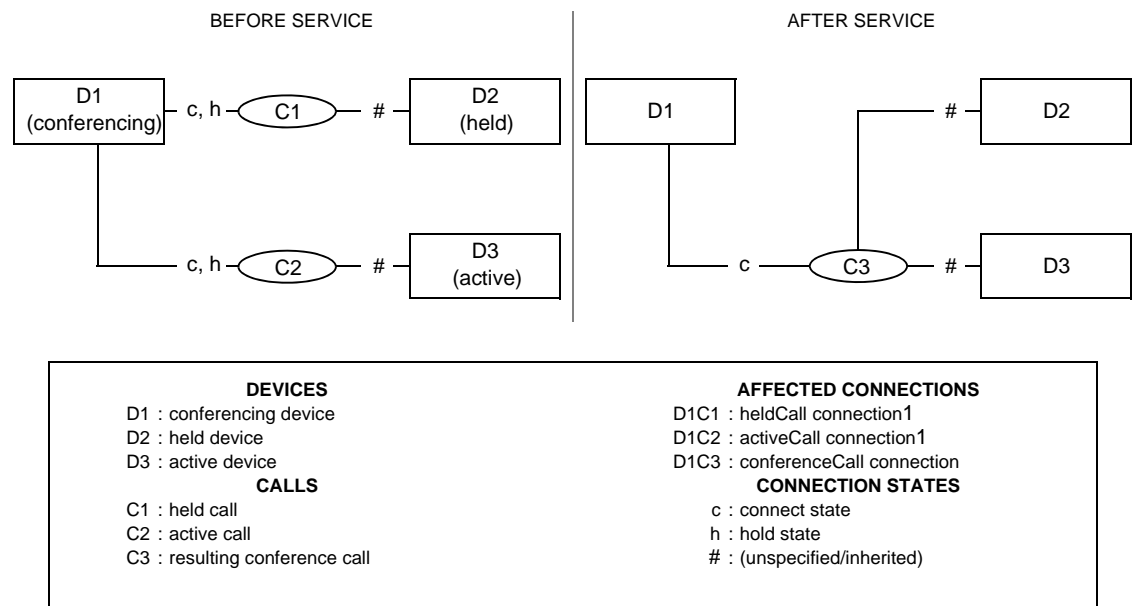 BEFORE SERVICE
AFTER SERVICE
D1
(conferencing)
c, h
C1
#
D2
(held)
c, h
C2
#
D3
(active)
D1
#
D2
c
C3
#
D3
DEVICES
D1 : conferencing device
D2 : held device
D3 : active device
CALLS
C1 : held call
C2 : active call
C3 : resulting conference call
AFFECTED CONNECTIONS
D1C1 : heldCall connection1
D1C2 : activeCall connection1
D1C3 : conferenceCall connection
CONNECTION STATES
c : connect state
h : hold state
# : (unspecified/inherited)